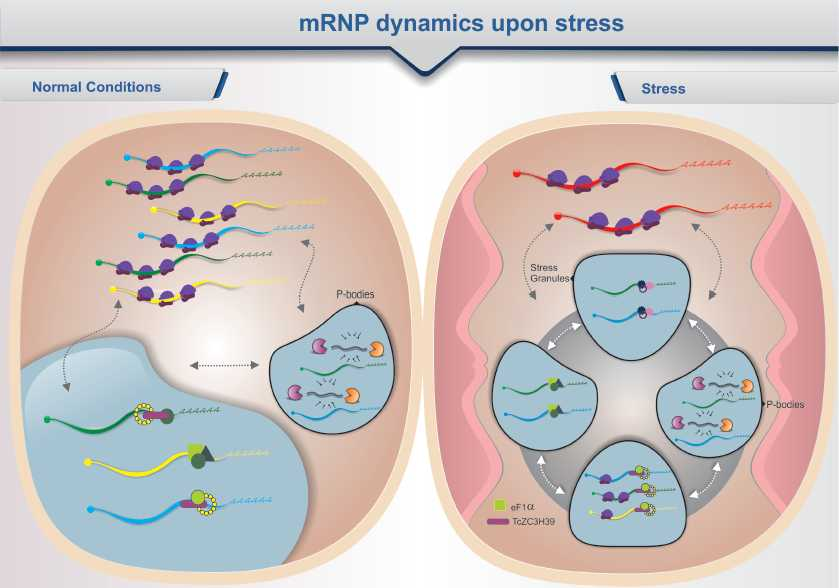 mRNP dynamics upon stress
Normal Conditions
Stress
P-bodies
Stress
Granules
P-bodies
eF1α
TcZC3H39